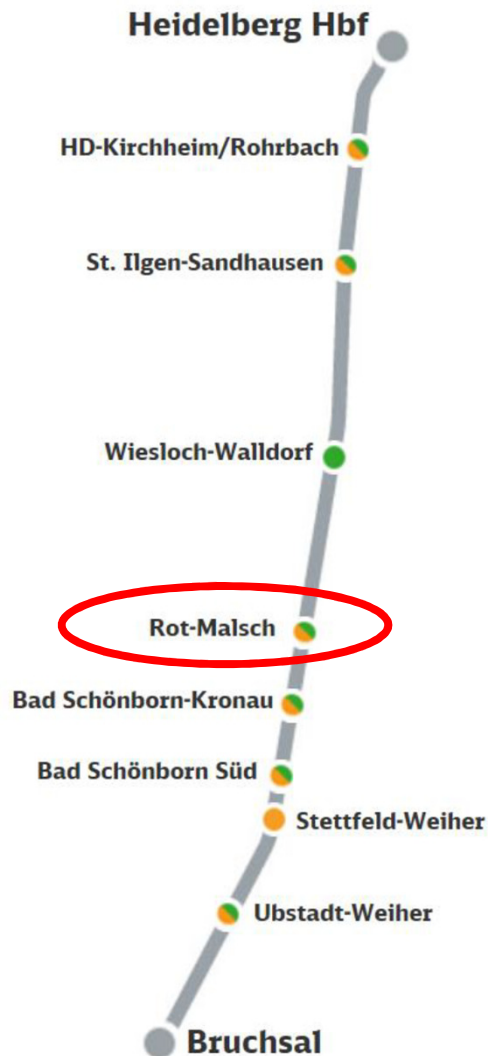 Heidelberg Hbf
HD-Kirchheim/Rohrbach
St. Ilgen-Sandhausen
Wiesloch-Walldorf
Rot-Malsch
Bad Schönborn-Kronau
Bad Schönborn Süd
Stettfeld-Weiher
Ubstadt-Weiher
Bruchsal